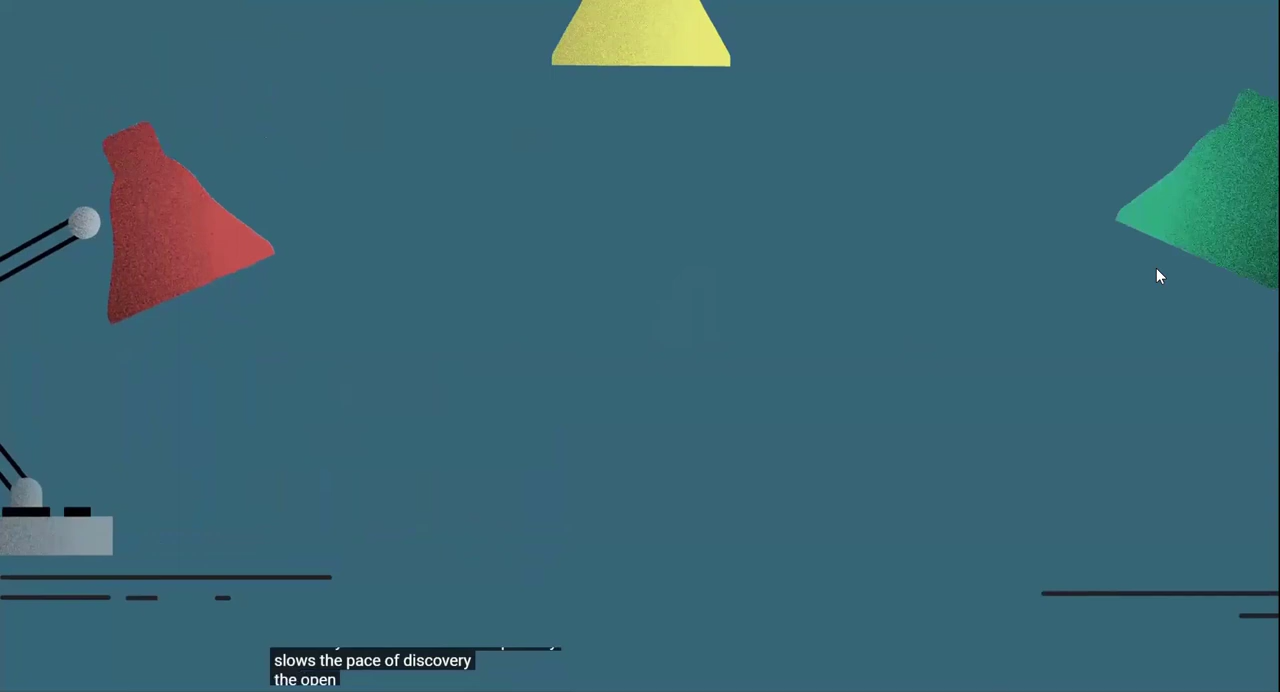 slows the pace of discovery
the open